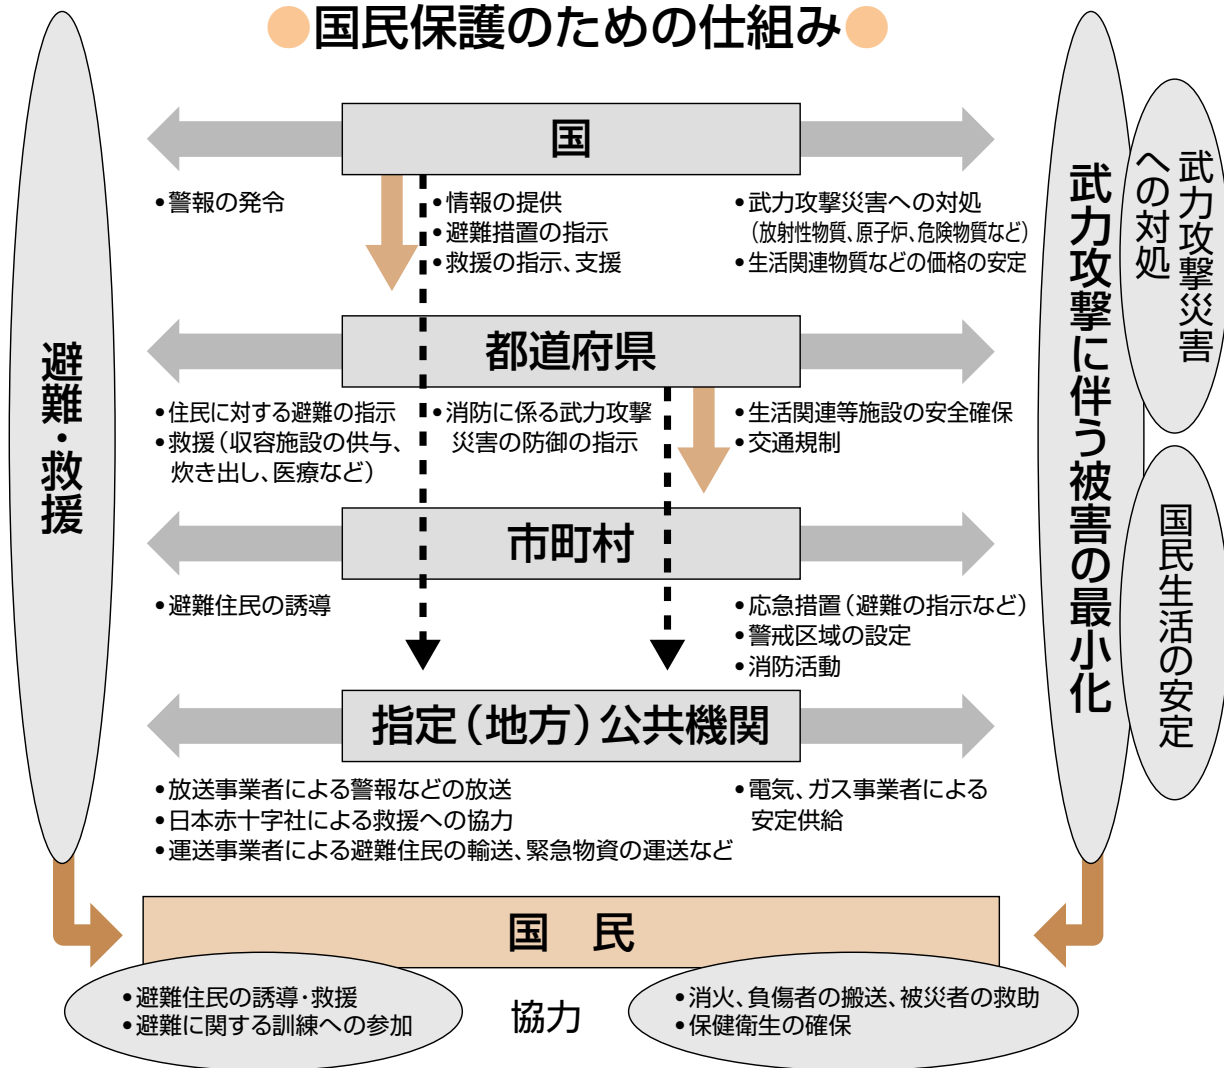 ●国民保護のための仕組み●
避難・救援
国
•警報の発令
•情報の提供
•避難措置の指示
•救援の指示、支援
•武力攻撃災害への対処
(放射性物質、原子炉、危険物質など)
•生活関連物質などの価格の安定
都道府県
•住民に対する避難の指示
•救援(収容施設の供与、
炊き出し、医療など)
•消防に係る武力攻撃
災害の防御の指示
•生活関連等施設の安全確保
•交通規制
市町村
•避難住民の誘導
•応急措置(避難の指示など)
•警戒区域の設定
•消防活動
指定(地方)公共機関
•放送事業者による警報などの放送
•日本赤十字社による救援への協力
•運送事業者による避難住民の輸送、緊急物資の運送など
•電気、ガス事業者による
安定供給
武力攻撃に伴う被害の最小化
武力攻撃災害
への対処
国民生活の安定
国 民
•避難住民の誘導・救援
•避難に関する訓練への参加
協力
•消火、負傷者の搬送、被災者の救助
•保健衛生の確保